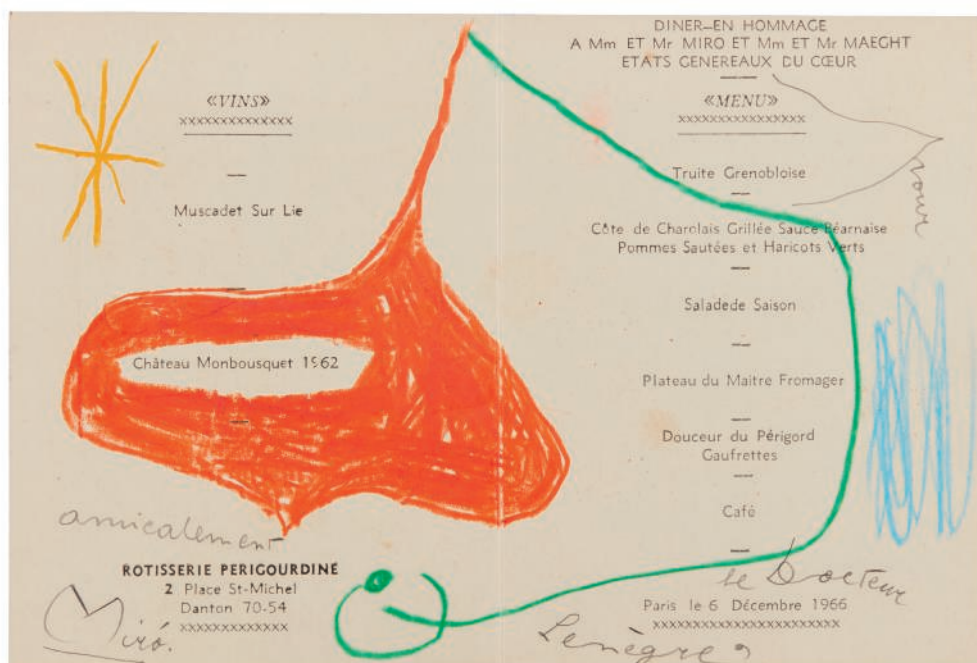 «VINS»
xxxxxxxxxxxxxx
Muscadet Sur Lie
Château Monbousquet 1962
amicalement
ROTISSERIE PERIGOURDINE
2 Place St-Michel
Danton 70-54
xxxxxxxxxxxxx
Miró.
DINER—EN HOMMAGE
A Mm ET Mr MIRO ET Mm ET Mr MAEGHT
ETATS GENEREAUX DU CŒUR
«MENU»
xxxxxxxxxxxxx
pour
Truite Grenobloise
Côte de Charolais Grillée Sauce Béarnaise
Pommes Sautées et Haricots Verts
Saladede Saison
Plateau du Maitre Fromager
Douceur du Périgord
Gaufrettes
Café
le Docteur
Paris le 6 Décembre 1966
xxxxxxxxxxxxxxxxxxxxxxxx
Lenègre